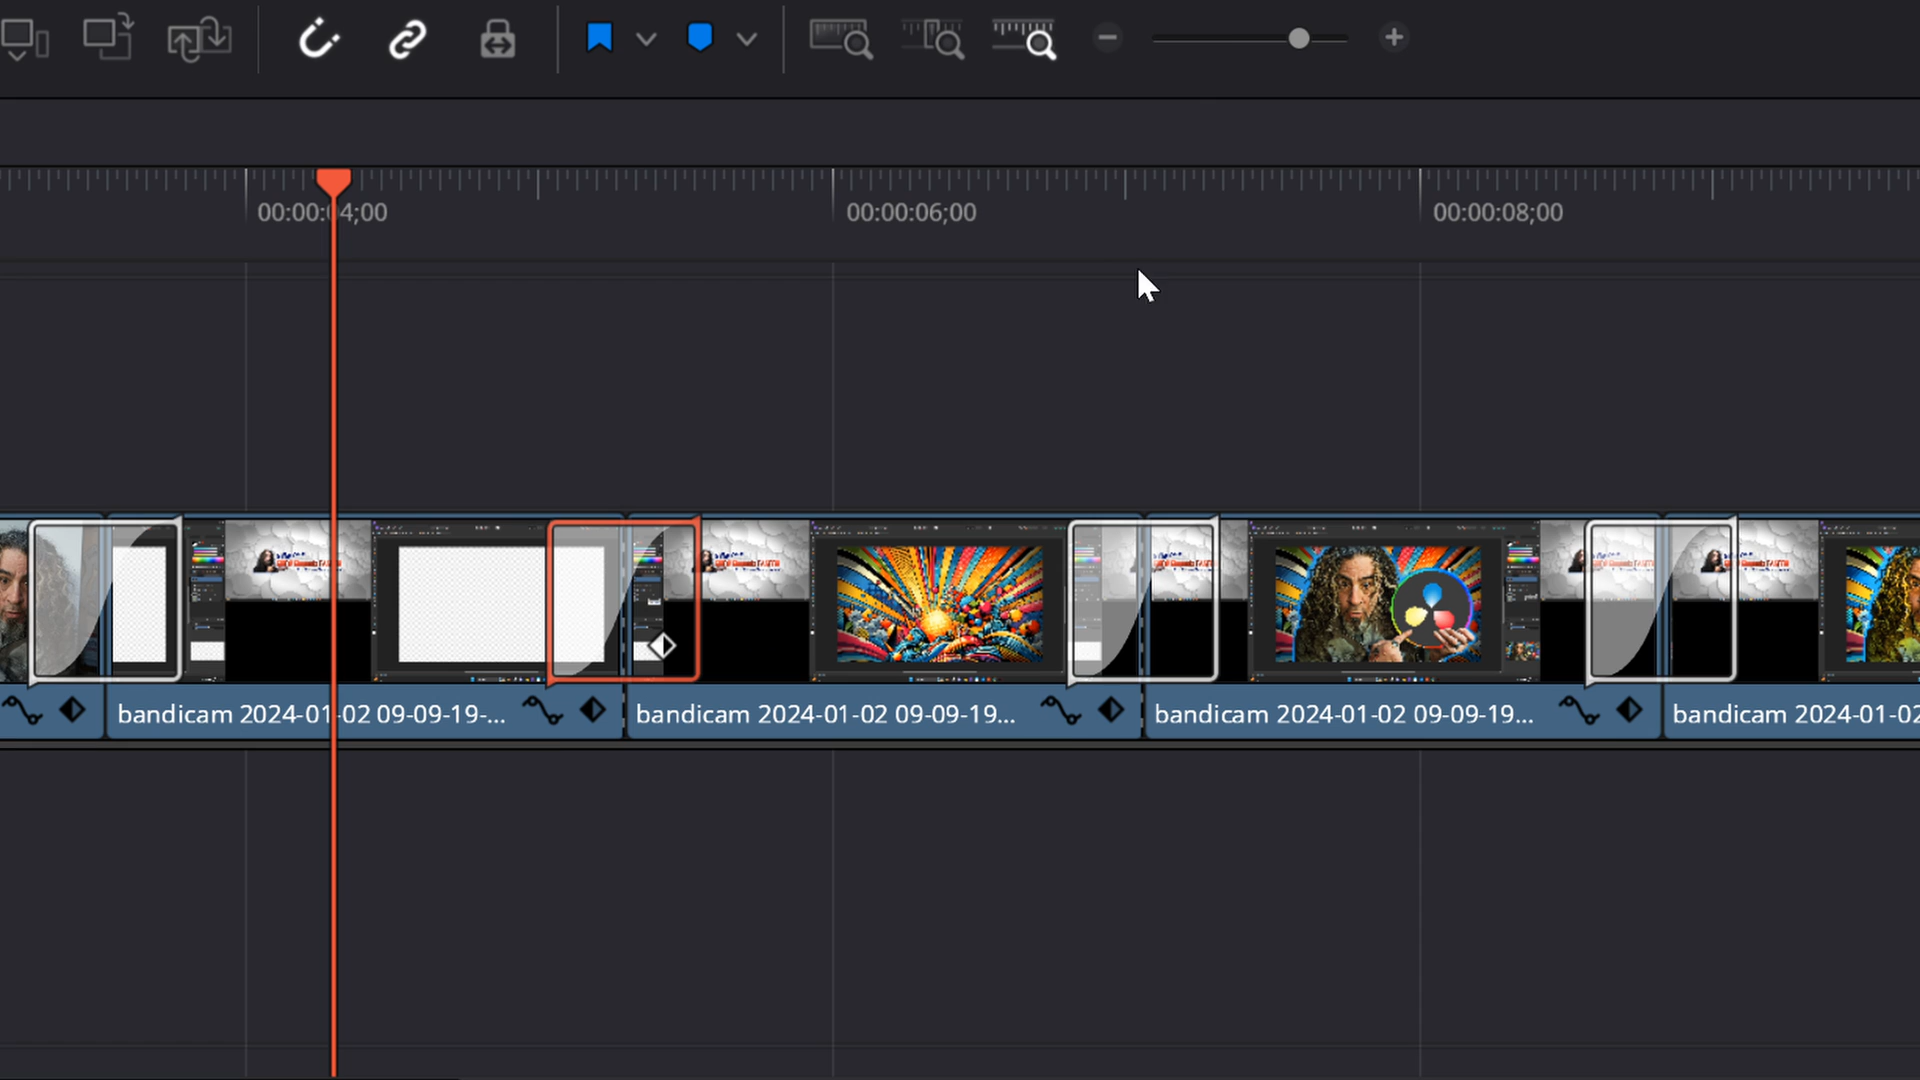 00:00:04;00
00:00:06;00
00:00:08;00
bandicam 2024-01-02 09-09-19-...
bandicam 2024-01-02 09-09-19...
bandicam 2024-01-02 09-09-19...
bandicam 2024-01-02